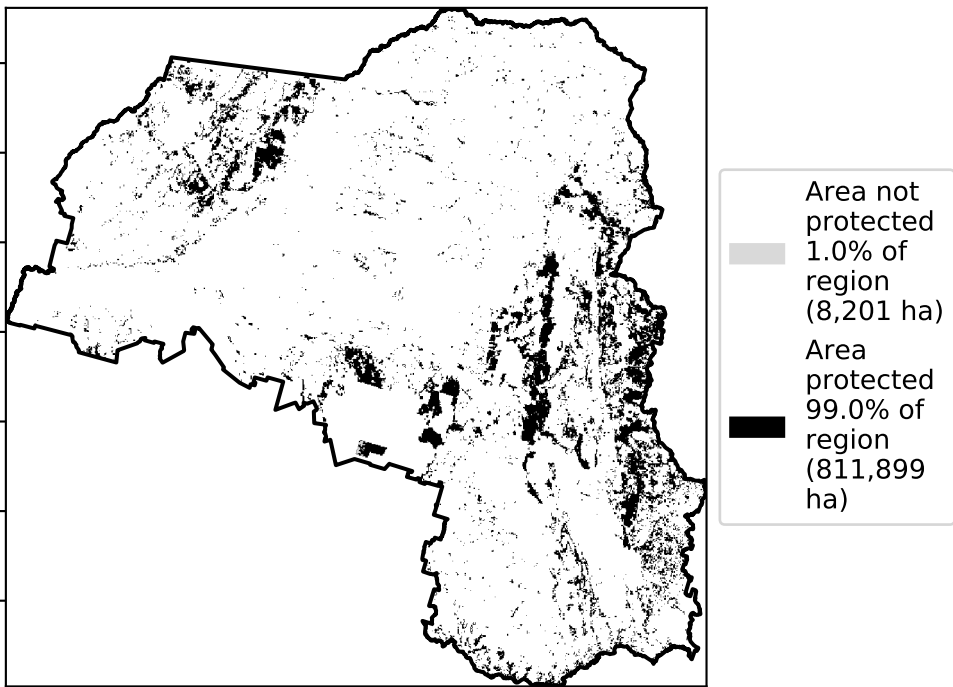 Area not
protected
1.0% of
region
(8,201 ha)
Area
protected
99.0% of
region
(811,899
ha)